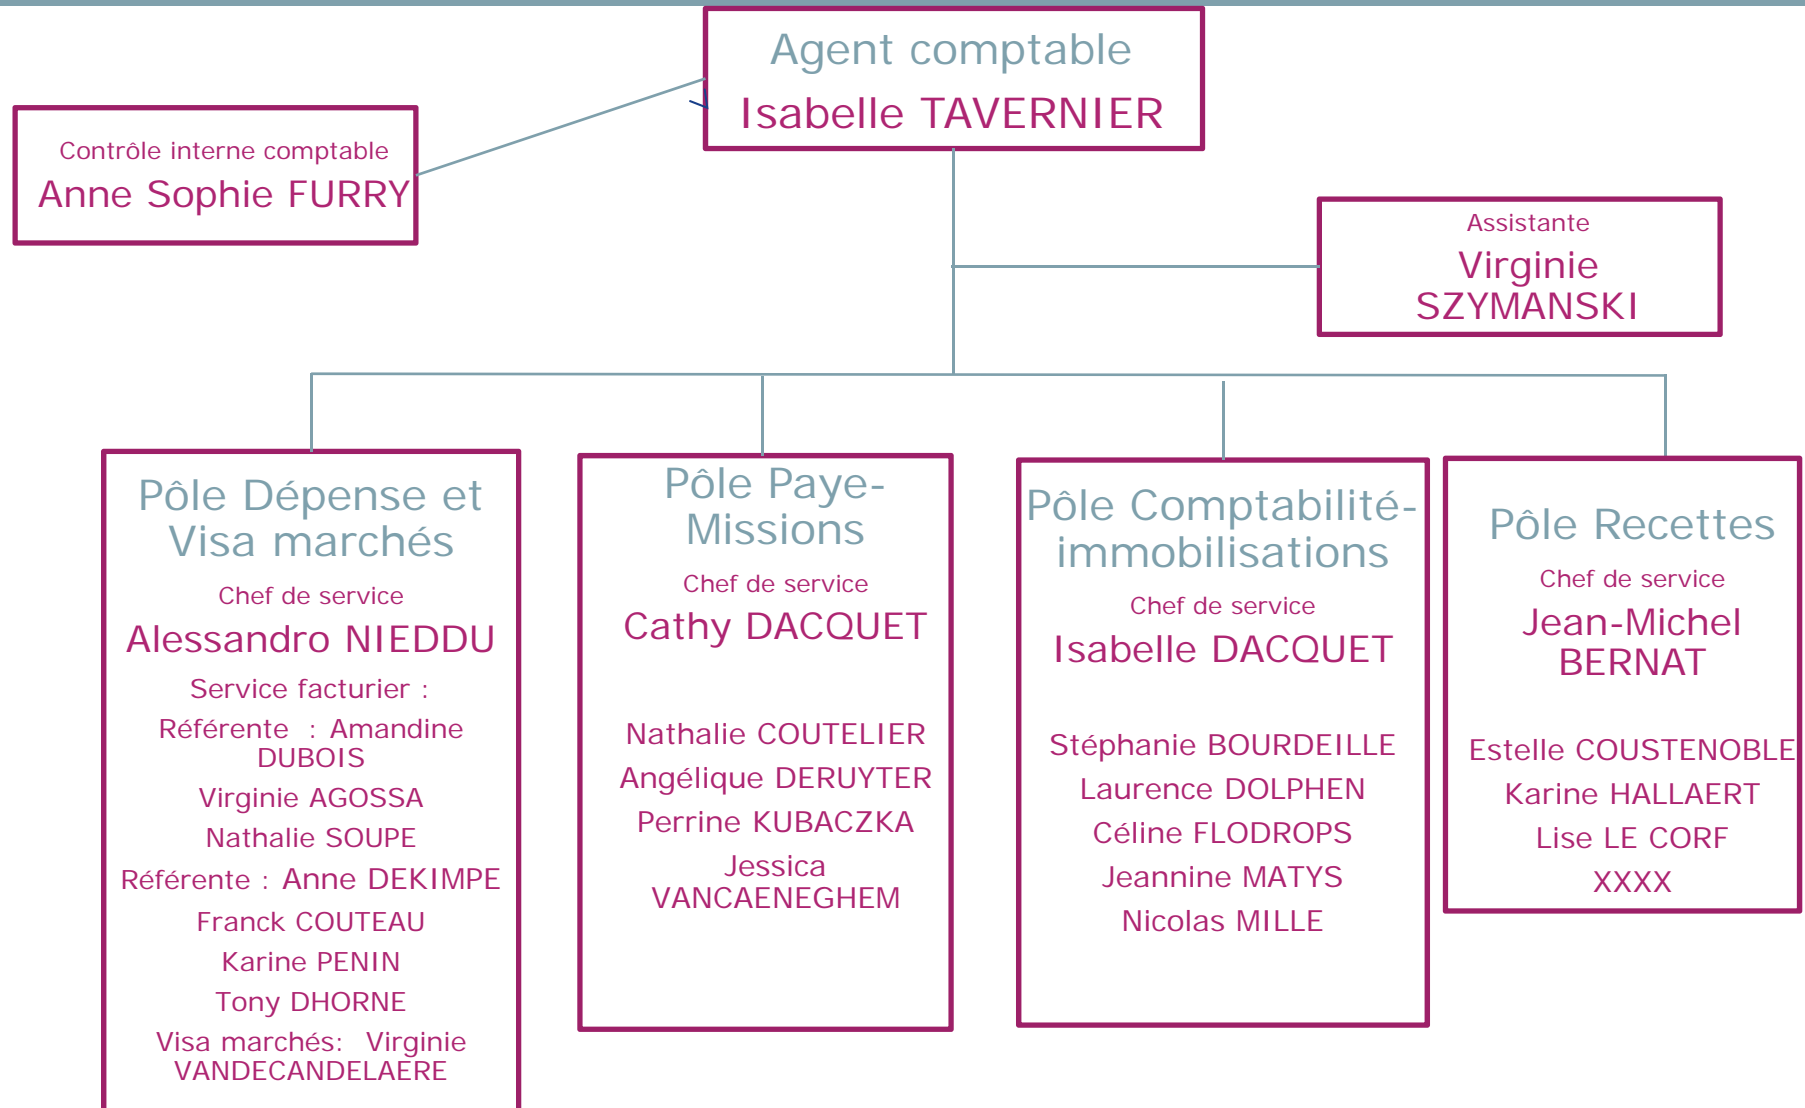 Agent comptable
Isabelle TAVERNIER
Contrôle interne comptable
Anne Sophie FURRY
Assistante
Virginie
SZYMANSKI
Pôle Dépense et
Visa marchés
Chef de service
Alessandro NIEDDU
Service facturier :
Référente : Amandine
DUBOIS
Virginie AGOSSA
Nathalie SOUPE
Référente : Anne DEKIMPE
Franck COUTEAU
Karine PENIN
Tony DHORNE
Visa marchés: Virginie
VANDECANDELAERE
Pôle Paye-
Missions
Chef de service
Cathy DACQUET
Nathalie COUTELIER
Angélique DERUYTER
Perrine KUBACZKA
Jessica
VANCAENEGHEM
Pôle Comptabilité-
immobilisations
Chef de service
Isabelle DACQUET
Stéphanie BOURDEILLE
Laurence DOLPHEN
Céline FLODROPS
Jeannine MATYS
Nicolas MILLE
Pôle Recettes
Chef de service
Jean-Michel
BERNAT
Estelle COUSTENOBLE
Karine HALLAERT
Lise LE CORF
XXXX